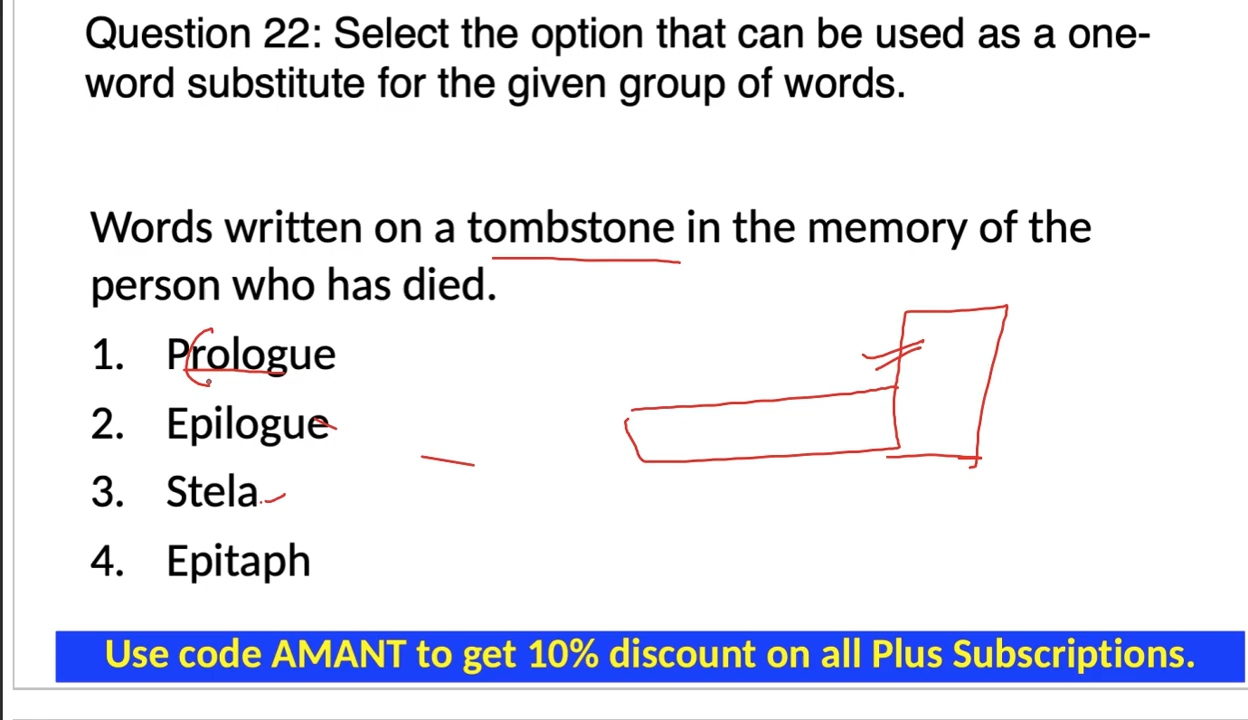 Question 22: Select the option that can be used as a one-
word substitute for the given group of words.
Words written on a tombstone in the memory of the
person who has died.
1. Prologue
2. Epilogue
3. Stela
4. Epitaph
Use code AMANT to get 10% discount on all Plus Subscriptions.